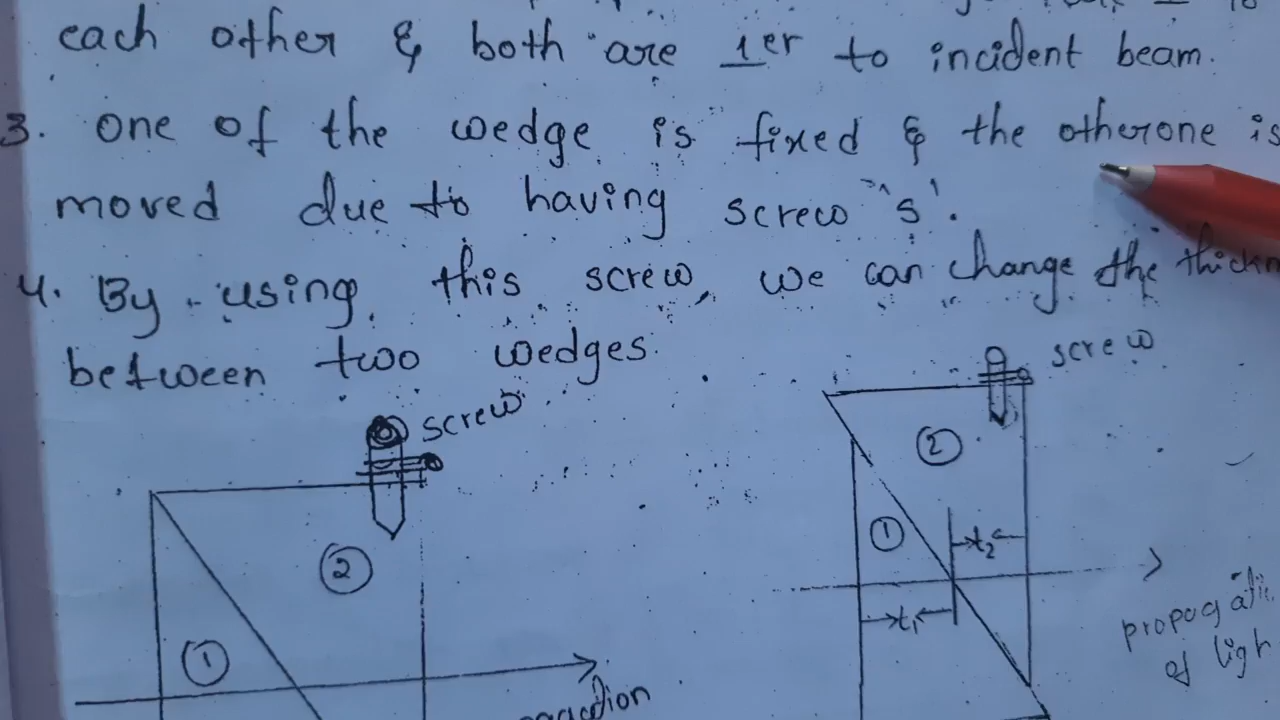 each other & both are ⊥er to incident beam.
3. one of the wedge is fixed & the otherone is
moved due to having screw 's'.
4. By using this screw, we can change the
between two wedges.
screw
screw
②
②
①
t₂
①
t₁
propagati
of ligh